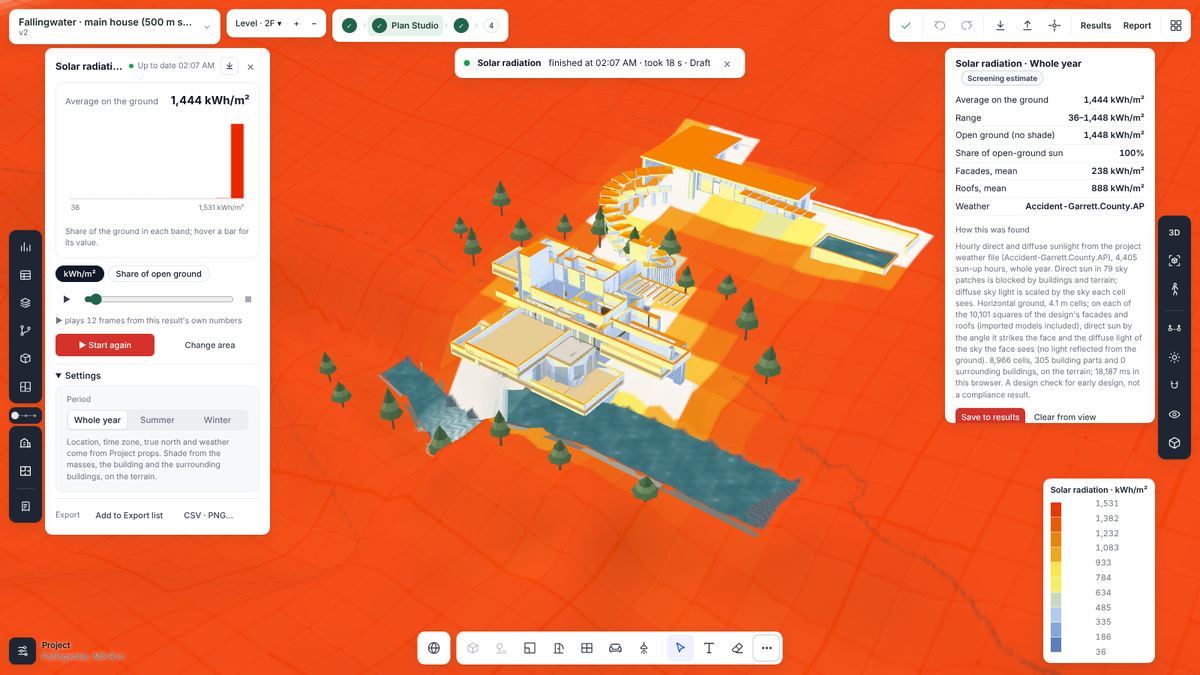 Fallingwater · main house (500 m s...
v2
Level · 2F ▾ + −
Plan Studio
4
Results
Report
Solar radiation finished at 02:07 AM · took 18 s · Draft
Solar radiati...
Up to date 02:07 AM
Average on the ground
1,444 kWh/m²
36
1,531 kWh/m²
Share of the ground in each band; hover a bar for
its value.
kWh/m²
Share of open ground
▶ plays 12 frames from this result's own numbers
▶ Start again
Change area
▼ Settings
Period
Whole year
Summer
Winter
Location, time zone, true north and weather
come from Project props. Shade from the
masses, the building and the surrounding
buildings, on the terrain.
Export
Add to Export list
CSV · PNG...
Solar radiation · Whole year
Screening estimate
Average on the ground 1,444 kWh/m²
Range 36–1,448 kWh/m²
Open ground (no shade) 1,448 kWh/m²
Share of open-ground sun 100%
Facades, mean 238 kWh/m²
Roofs, mean 888 kWh/m²
Weather Accident-Garrett.County.AP
How this was found
Hourly direct and diffuse sunlight from the project
weather file (Accident-Garrett.County.AP), 4,405
sun-up hours, whole year. Direct sun in 79 sky
patches is blocked by buildings and terrain;
diffuse sky light is scaled by the sky each cell
sees. Horizontal ground, 4.1 m cells; on each of
the 10,101 squares of the design's facades and
roofs (imported models included), direct sun by
the angle it strikes the face and the diffuse light of
the sky the face sees (no light reflected from the
ground). 8,966 cells, 305 building parts and 0
surrounding buildings, on the terrain; 18,187 ms in
this browser. A design check for early design, not
a compliance result.
Save to results
Clear from view
3D
Solar radiation · kWh/m²
1,531
1,382
1,232
1,083
933
784
634
485
335
186
36
Project
Fallingwater, Mill Run